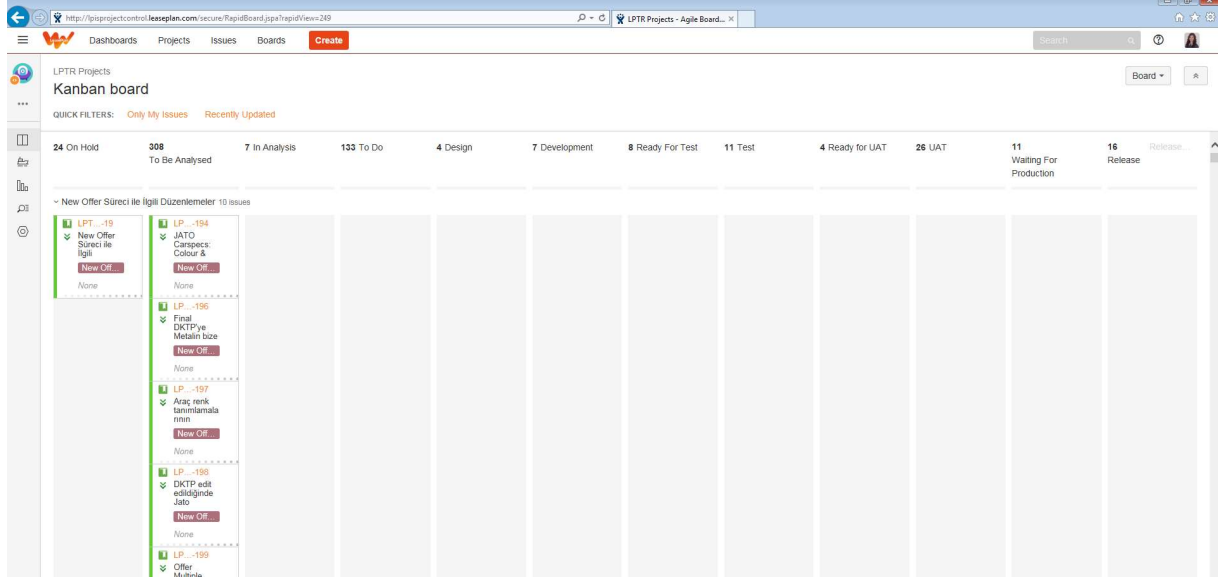 http://lpisprojectcontrol.leaseplan.com/secure/RapidBoard.jspa?rapidView=249
LPTR Projects - Agile Board...
Dashboards Projects Issues Boards Create Search
LPTR Projects
Kanban board
Board
QUICK FILTERS: Only My Issues Recently Updated
24 On Hold
308
To Be Analysed
7 In Analysis
133 To Do
4 Design
7 Development
8 Ready For Test
11 Test
4 Ready for UAT
26 UAT
11
Waiting For
Production
16
Release
Release...
New Offer Süreci ile İlgili Düzenlemeler 10 issues
LPT...-19
New Offer
Süreci ile
İlgili
New Off...
None
LP...-194
JATO
Carspecs:
Colour &
New Off...
None
LP...-196
Final
DKTP'ye
Metalin bize
New Off...
None
LP...-197
Araç renk
tanımlamala
rının
New Off...
None
LP...-198
DKTP edit
edildiğinde
Jato
New Off...
None
LP...-199
Offer
Multiple